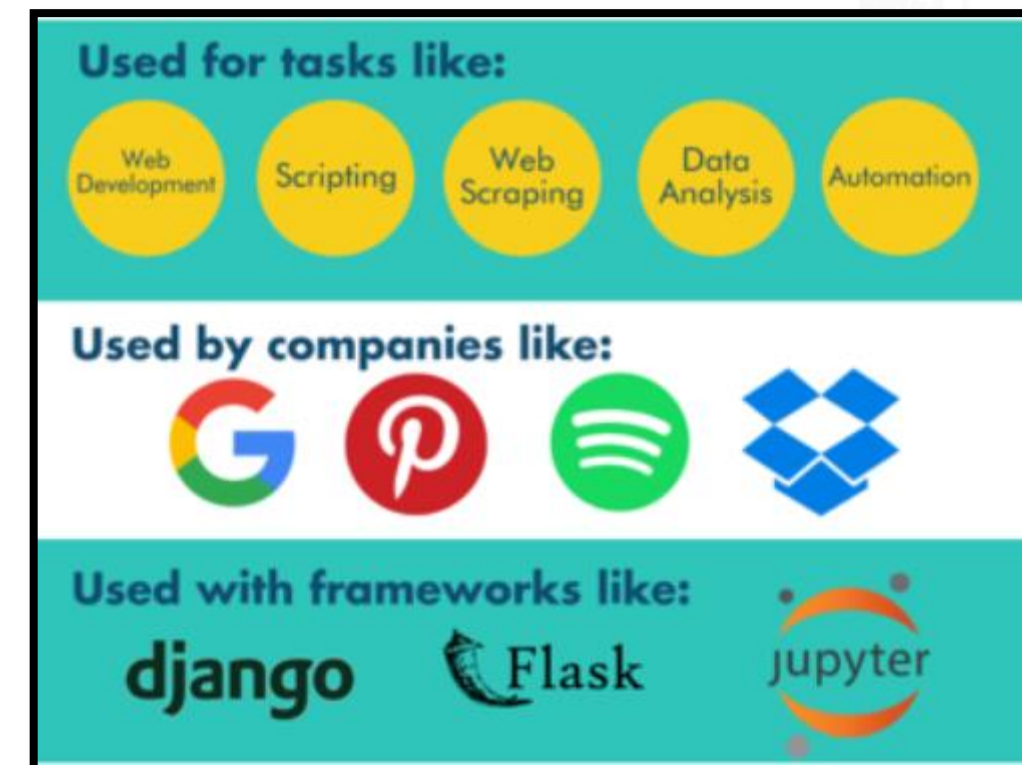 Used for tasks like:
Web
Development
Scripting
Web
Scraping
Data
Analysis
Automation
Used by companies like:
Used with frameworks like:
django
Flask
jupyter